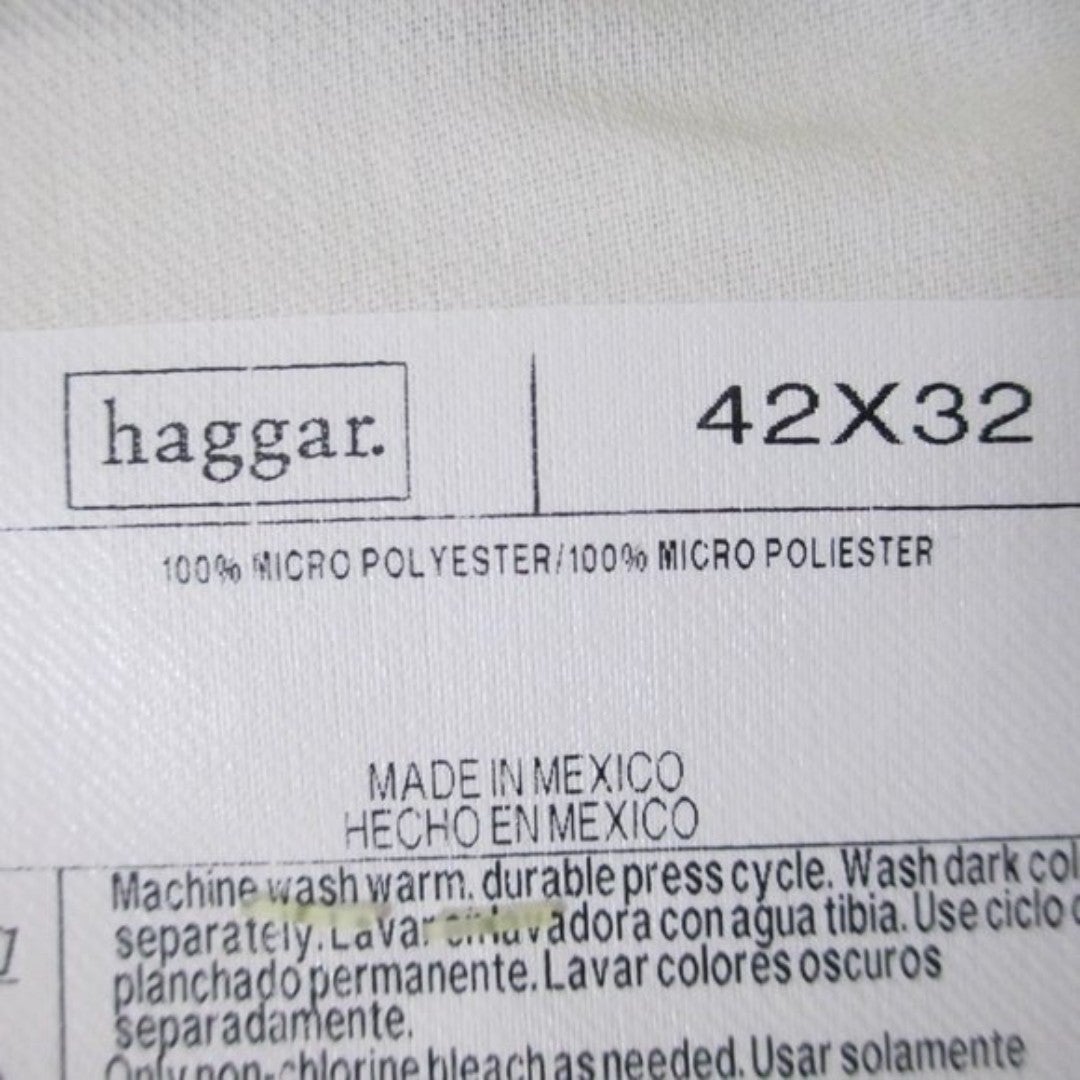 haggar.
42X32
100% MICRO POLYESTER/100% MICRO POLIESTER
MADE IN MEXICO
HECHO EN MEXICO
Machine wash warm. durable press cycle. Wash dark
separately. Lavar en lavadora con agua tibia. Use ciclo
planchado permanente. Lavar colores oscuros
separadamente.
Only non-chlorine bleach as needed. Usar solamente